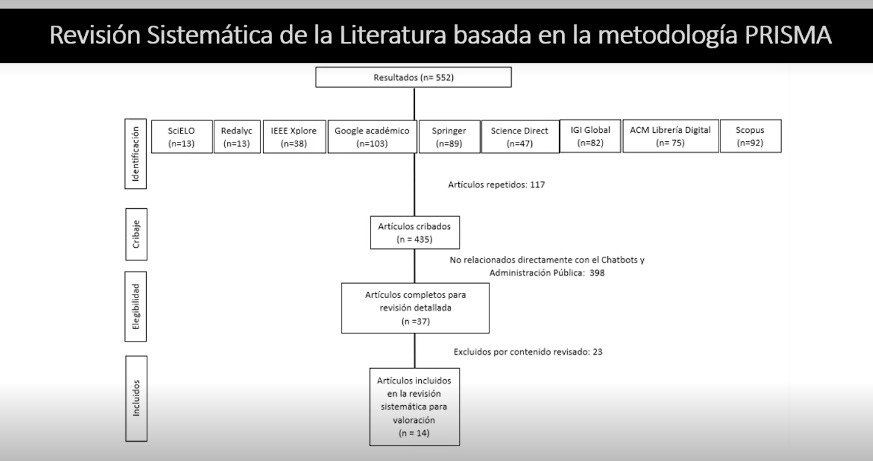 Revisión Sistemática de la Literatura basada en la metodología PRISMA
Resultados (n= 552)
Identificación
SciELO
(n=13)
Redalyc
(n=13)
IEEE Xplore
(n=38)
Google académico
(n=103)
Springer
(n=89)
Science Direct
(n=47)
IGI Global
(n=82)
ACM Librería Digital
(n= 75)
Scopus
(n=92)
Artículos repetidos: 117
Cribaje
Artículos cribados
(n = 435)
No relacionados directamente con el Chatbots y
Administración Pública: 398
Elegibilidad
Artículos completos para
revisión detallada
(n =37)
Excluidos por contenido revisado: 23
Incluidos
Artículos incluidos
en la revisión
sistemática para
valoración
(n = 14)